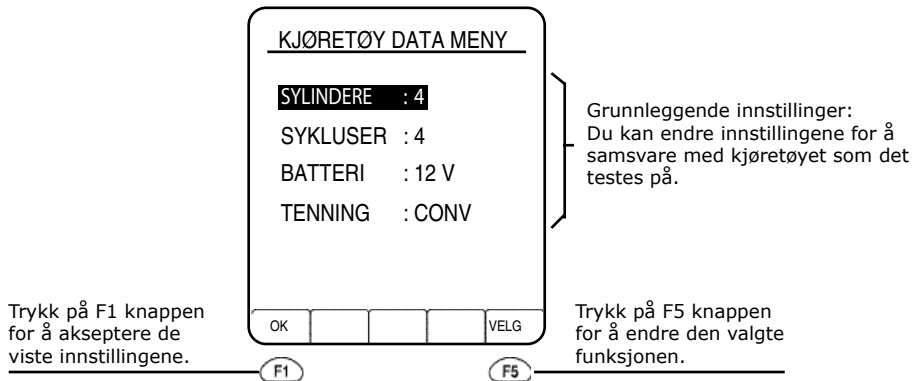 KJØRETØY DATA MENY
SYLINDERE : 4
SYKLUSER : 4
BATTERI : 12 V
TENNING : CONV
Grunnleggende innstillinger:
Du kan endre innstillingene for å
samsvare med kjøretøyet som det
testes på.
OK
VELG
Trykk på F1 knappen
for å akseptere de
viste innstillingene.
F1
F5
Trykk på F5 knappen
for å endre den valgte
funksjonen.